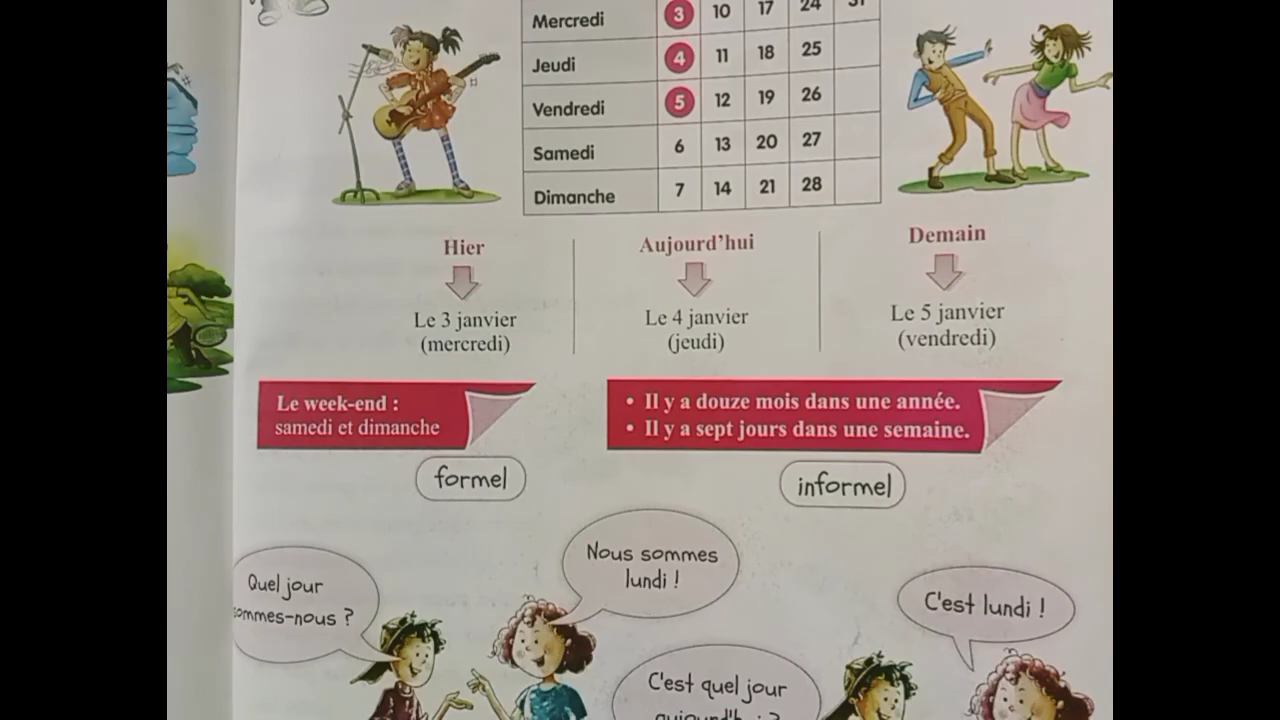 Mercredi 3 10 17 24 31
Jeudi 4 11 18 25
Vendredi 5 12 19 26
Samedi 6 13 20 27
Dimanche 7 14 21 28
Hier Aujourd'hui Demain
Le 3 janvier Le 4 janvier Le 5 janvier
(mercredi) (jeudi) (vendredi)
Le week-end :
samedi et dimanche
• Il y a douze mois dans une année.
• Il y a sept jours dans une semaine.
formel
informel
Quel jour
sommes-nous ?
Nous sommes
lundi !
C'est quel jour
aujourd'hui ?
C'est lundi !